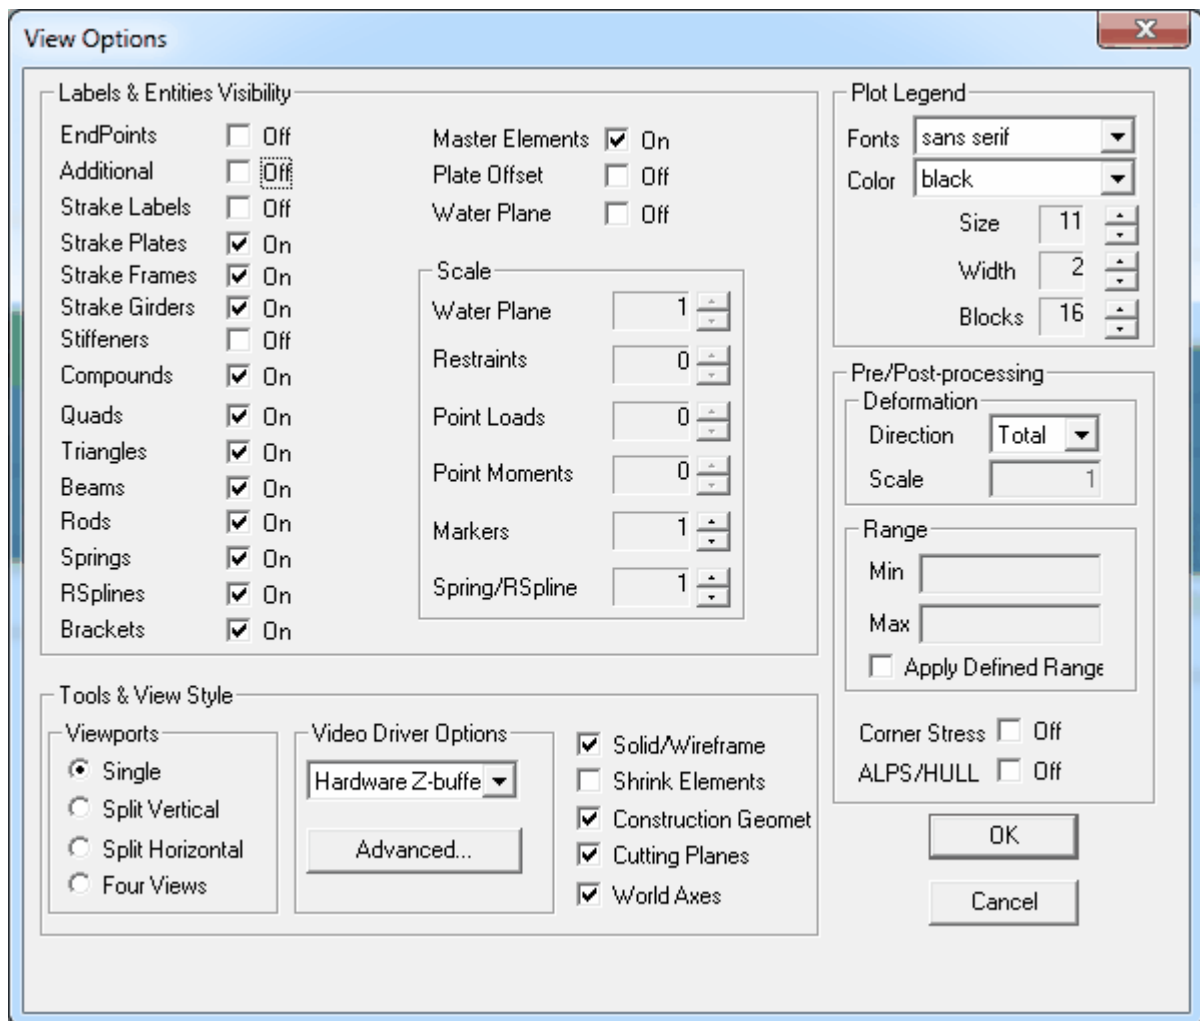 View Options
Labels & Entities Visibility
EndPoints Off
Additional Off
Strake Labels Off
Strake Plates On
Strake Frames On
Strake Girders On
Stiffeners Off
Compounds On
Quads On
Triangles On
Beams On
Rods On
Springs On
RSplines On
Brackets On
Master Elements On
Plate Offset Off
Water Plane Off
Scale
Water Plane 1
Restraints 0
Point Loads 0
Point Moments 0
Markers 1
Spring/RSpline 1
Plot Legend
Fonts sans serif
Color black
Size 11
Width 2
Blocks 16
Pre/Post-processing
Deformation
Direction Total
Scale 1
Range
Min
Max
Apply Defined Range
Corner Stress Off
ALPS/HULL Off
Tools & View Style
Viewports
Single
Split Vertical
Split Horizontal
Four Views
Video Driver Options
Hardware Z-buffe
Advanced...
Solid/Wireframe
Shrink Elements
Construction Geomet
Cutting Planes
World Axes
OK
Cancel